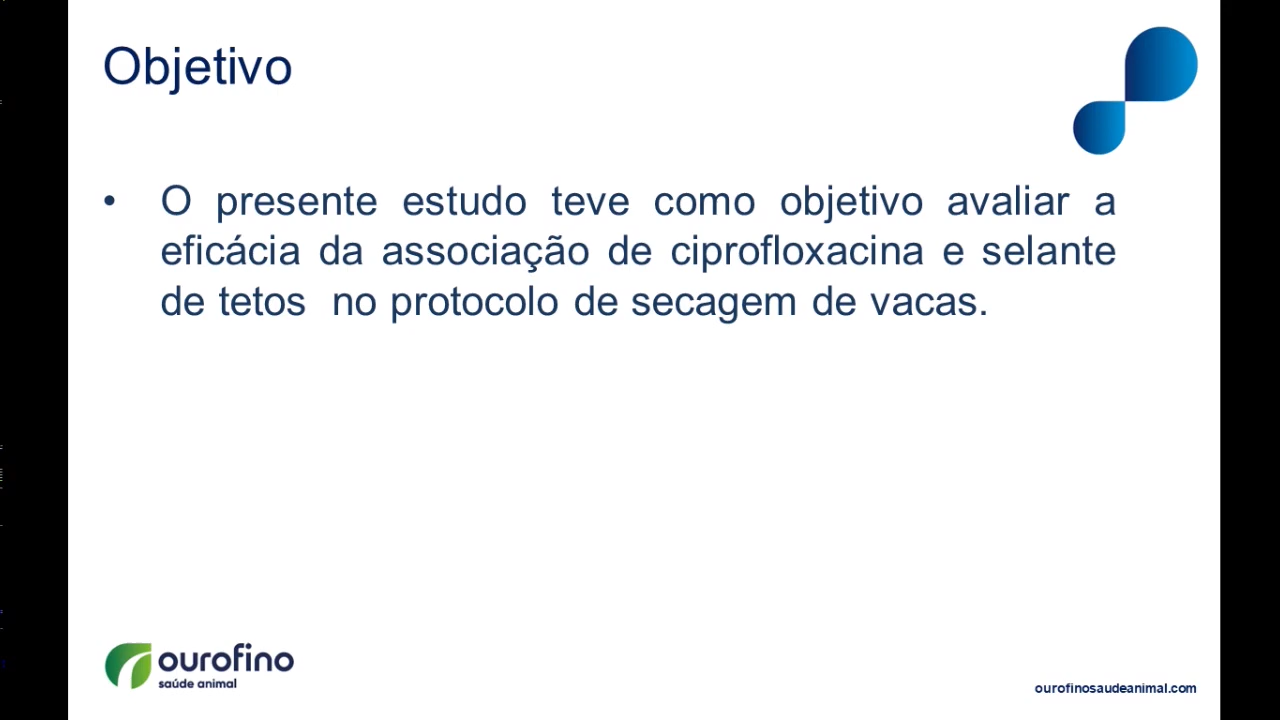 Objetivo
• O presente estudo teve como objetivo avaliar a
eficácia da associação de ciprofloxacina e selante
de tetos no protocolo de secagem de vacas.
ourofino
saúde animal
ourofinosaudeanimal.com